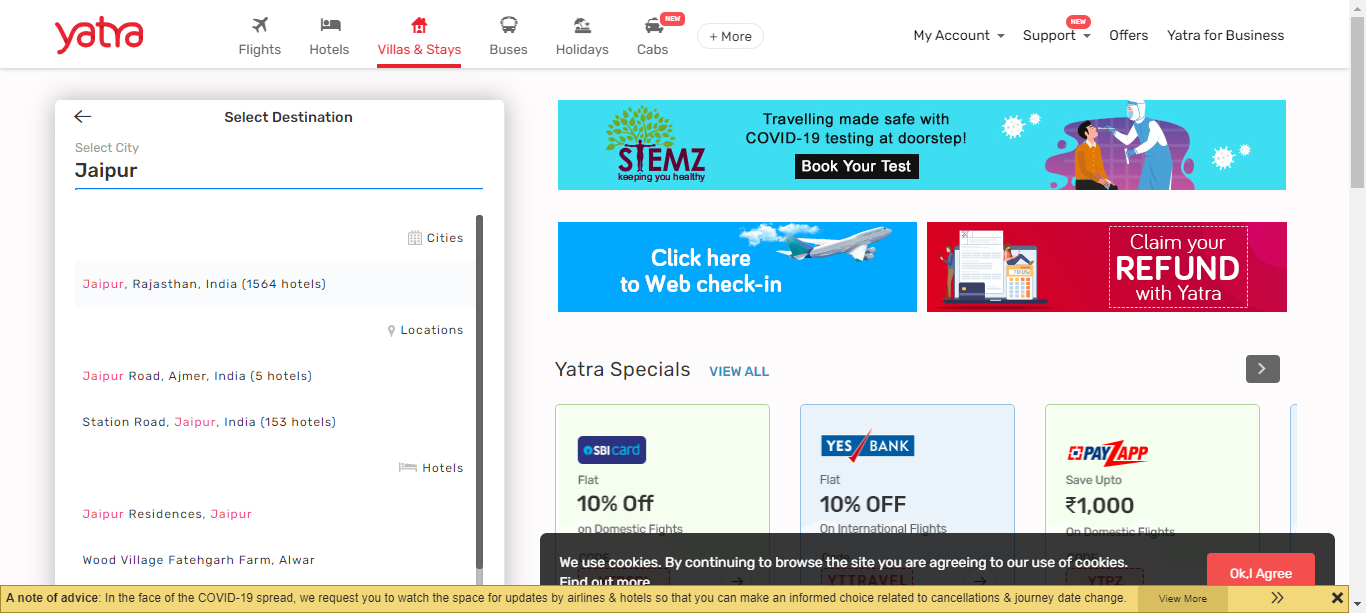 yatra
Flights
Hotels
Villas & Stays
Buses
Holidays
Cabs
NEW
+ More
My Account
Support
NEW
Offers
Yatra for Business
Select Destination
Select City
Jaipur
Cities
Jaipur, Rajasthan, India (1564 hotels)
Locations
Jaipur Road, Ajmer, India (5 hotels)
Station Road, Jaipur, India (153 hotels)
Hotels
Jaipur Residences, Jaipur
Wood Village Fatehgarh Farm, Alwar
STEMZ
keeping you healthy
Travelling made safe with
COVID-19 testing at doorstep!
Book Your Test
Click here
to Web check-in
Claim your
REFUND
with Yatra
Yatra Specials VIEW ALL
SBI card
Flat
10% Off
on Domestic Fights
CODE
YES BANK
Flat
10% OFF
On International Flights
Code
YTTRAVEL
PAYZAPP
Save Upto
₹1,000
On Domestic Flights
CODE
YTPZ
We use cookies. By continuing to browse the site you are agreeing to our use of cookies.
Find out more
Ok,I Agree
A note of advice: In the face of the COVID-19 spread, we request you to watch the space for updates by airlines & hotels so that you can make an informed choice related to cancellations & journey date change.
View More